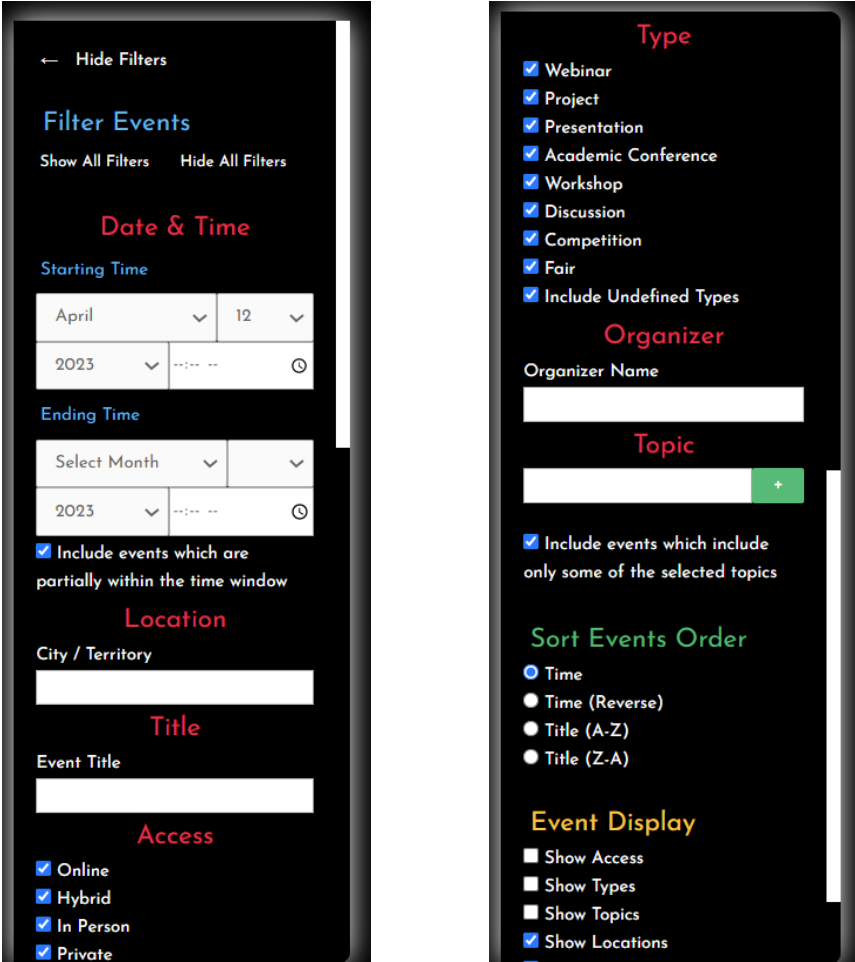 ← Hide Filters
Filter Events
Show All Filters Hide All Filters
Date & Time
Starting Time
April 12
2023 --:-- --
Ending Time
Select Month
2023 --:-- --
Include events which are
partially within the time window
Location
City / Territory
Title
Event Title
Access
Online
Hybrid
In Person
Private
Type
Webinar
Project
Presentation
Academic Conference
Workshop
Discussion
Competition
Fair
Include Undefined Types
Organizer
Organizer Name
Topic
+
Include events which include
only some of the selected topics
Sort Events Order
Time
Time (Reverse)
Title (A-Z)
Title (Z-A)
Event Display
Show Access
Show Types
Show Topics
Show Locations